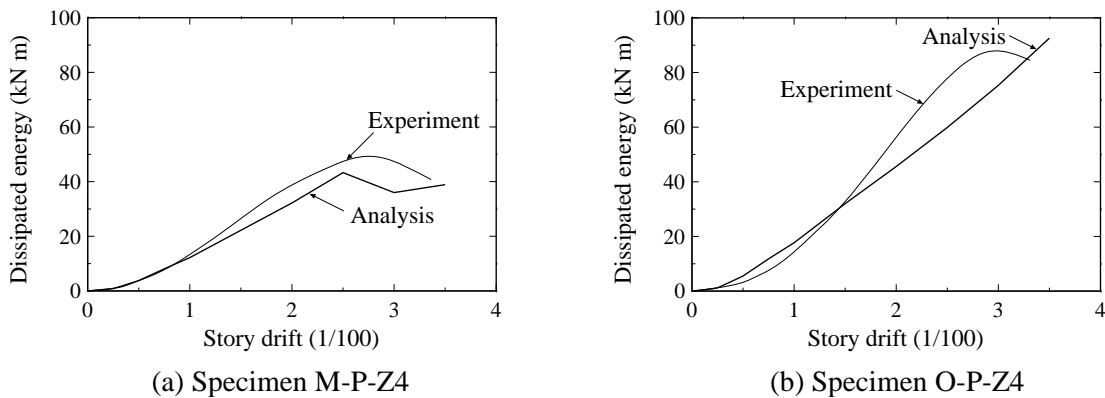 100
80
60
40
20
0
Dissipated energy (kN m)
Experiment
Analysis
0 1 2 3 4
Story drift (1/100)
(a) Specimen M-P-Z4
100
80
60
40
20
0
Dissipated energy (kN m)
Analysis
Experiment
0 1 2 3 4
Story drift (1/100)
(b) Specimen O-P-Z4